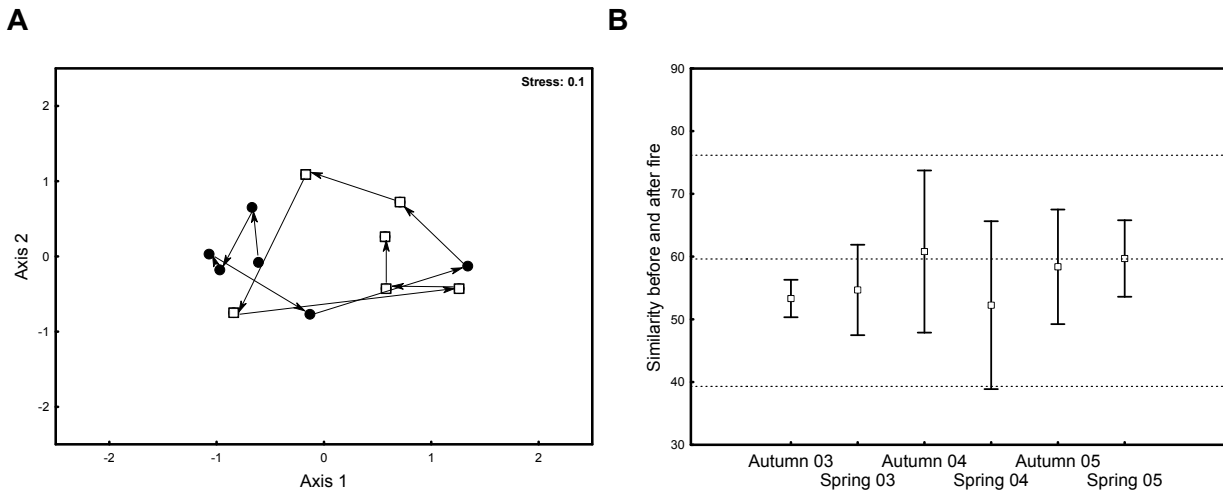 A
Stress: 0.1
2
1
0
-1
-2
Axis 2
-2
-1
0
1
2
Axis 1
B
90
80
70
60
50
40
30
Similarity before and after fire
Autumn 03
Autumn 04
Autumn 05
Spring 03
Spring 04
Spring 05